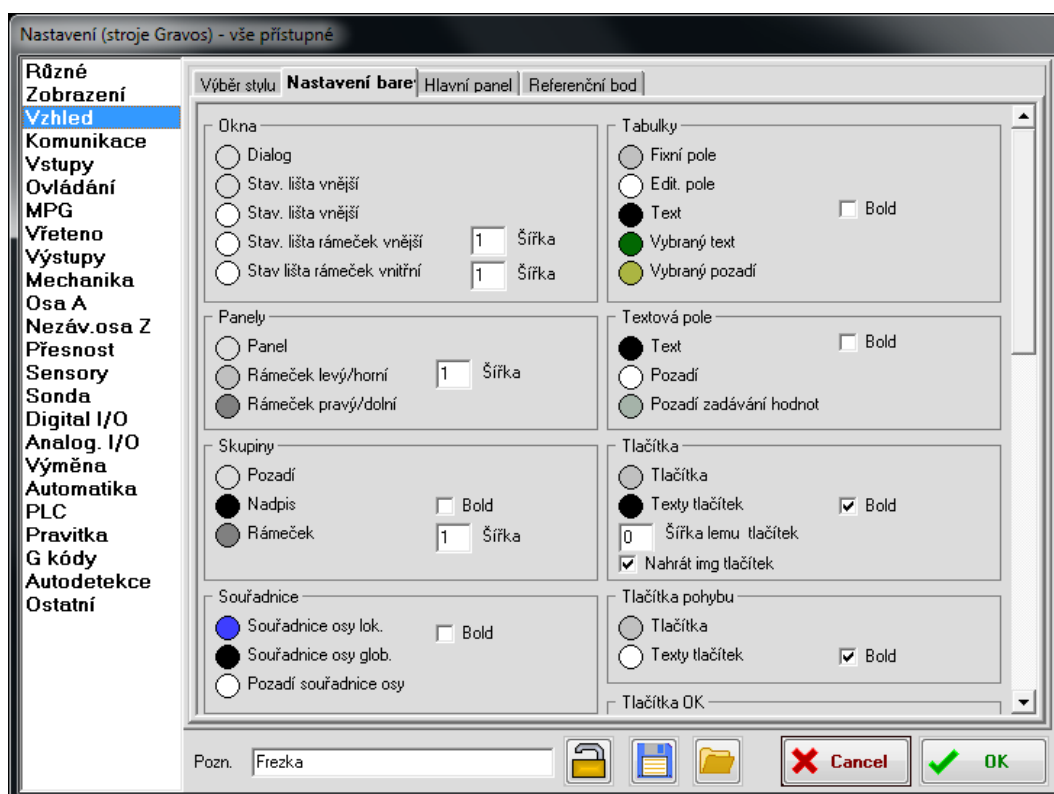 Nastavení (stroje Gravos) - vše přístupné
Různé
Zobrazení
Vzhled
Komunikace
Vstupy
Ovládání
MPG
Vřeteno
Výstupy
Mechanika
Osa A
Nezáv.osa Z
Přesnost
Sensory
Sonda
Digital I/O
Analog. I/O
Výměna
Automatika
PLC
Pravitka
G kódy
Autodetekce
Ostatní
Výběr stylu Nastavení bare Hlavní panel Referenční bod
Okna
Dialog
Stav. lišta vnější
Stav. lišta vnější
Stav. lišta rámeček vnější 1 Šířka
Stav lišta rámeček vnitřní 1 Šířka
Panely
Panel
Rámeček levý/horní 1 Šířka
Rámeček pravý/dolní
Skupiny
Pozadí
Nadpis Bold
Rámeček 1 Šířka
Souřadnice
Souřadnice osy lok. Bold
Souřadnice osy glob.
Pozadí souřadnice osy
Tabulky
Fixní pole
Edit. pole
Text Bold
Vybraný text
Vybraný pozadí
Textová pole
Text Bold
Pozadí
Pozadí zadávání hodnot
Tlačítka
Tlačítka
Texty tlačítek Bold
0 Šířka lemu tlačítek
Nahrát img tlačítek
Tlačítka pohybu
Tlačítka
Texty tlačítek Bold
Tlačítka OK
Pozn. Frezka Cancel OK